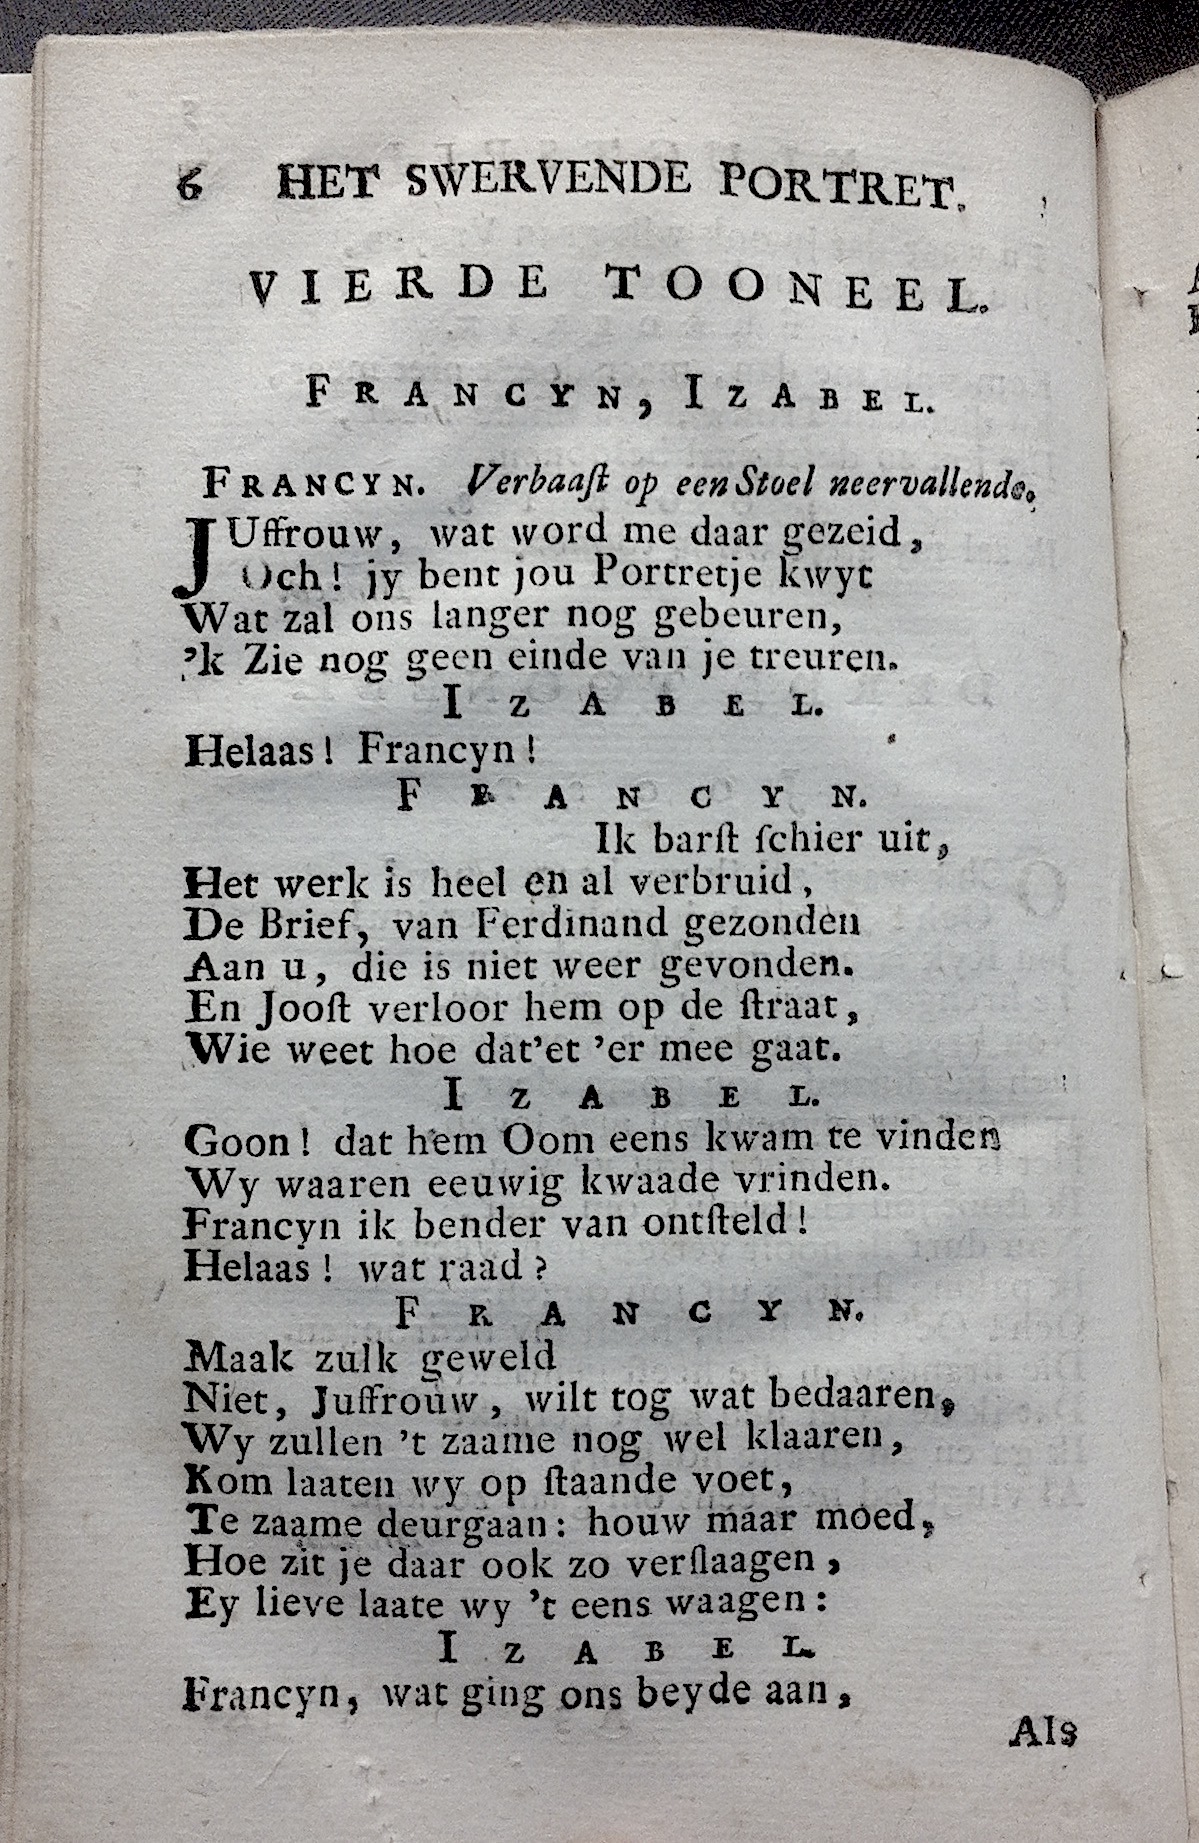 6 HET SWERVENDE PORTRET.
VIERDE TOONEEL.
FRANCYN, IZABEL.
FRANCYN. Verbaaſt op een Stoel neervallende.
JUffrouw, wat word me daar gezeid,
Och! jy bent jou Portretje kwyt
Wat zal ons langer nog gebeuren,
'k Zie nog geen einde van je treuren.
IZABEL.
Helaas! Francyn!
FRANCYN.
Ik barſt ſchier uit,
Het werk is heel en al verbruid,
De Brief, van Ferdinand gezonden
Aan u, die is niet weer gevonden.
En Jooſt verloor hem op de ſtraat,
Wie weet hoe dat'et 'er mee gaat.
IZABEL.
Goon! dat hem Oom eens kwam te vinden
Wy waaren eeuwig kwaade vrinden.
Francyn ik bender van ontſteld!
Helaas! wat raad?
FRANCYN.
Maak zulk geweld
Niet, Juffrouw, wilt tog wat bedaaren,
Wy zullen 't zaame nog wel klaaren,
Kom laaten wy op ſtaande voet,
Te zaame deurgaan: houw maar moed,
Hoe zit je daar ook zo verſlaagen,
Ey lieve laate wy 't eens waagen:
IZABEL.
Francyn, wat ging ons beyde aan,
Als